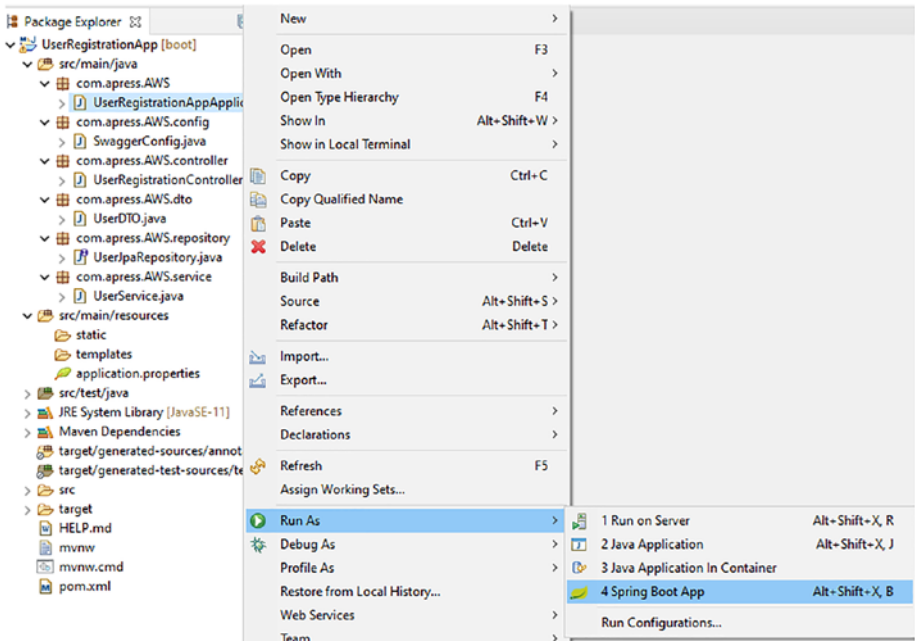 Package Explorer
UserRegistrationApp [boot]
src/main/java
com.apress.AWS
UserRegistrationAppApplic
com.apress.AWS.config
SwaggerConfig.java
com.apress.AWS.controller
UserRegistrationController
com.apress.AWS.dto
UserDTO.java
com.apress.AWS.repository
UserJpaRepository.java
com.apress.AWS.service
UserService.java
src/main/resources
static
templates
application.properties
src/test/java
JRE System Library [JavaSE-11]
Maven Dependencies
target/generated-sources/annot
target/generated-test-sources/te
src
target
HELP.md
mvnw
mvnw.cmd
pom.xml
New
Open F3
Open With
Open Type Hierarchy F4
Show In Alt+Shift+W
Show in Local Terminal
Copy Ctrl+C
Copy Qualified Name
Paste Ctrl+V
Delete Delete
Build Path
Source Alt+Shift+S
Refactor Alt+Shift+T
Import...
Export...
References
Declarations
Refresh F5
Assign Working Sets...
Run As
Debug As
Profile As
Restore from Local History...
Web Services
Team
1 Run on Server Alt+Shift+X, R
2 Java Application Alt+Shift+X, J
3 Java Application In Container
4 Spring Boot App Alt+Shift+X, B
Run Configurations...